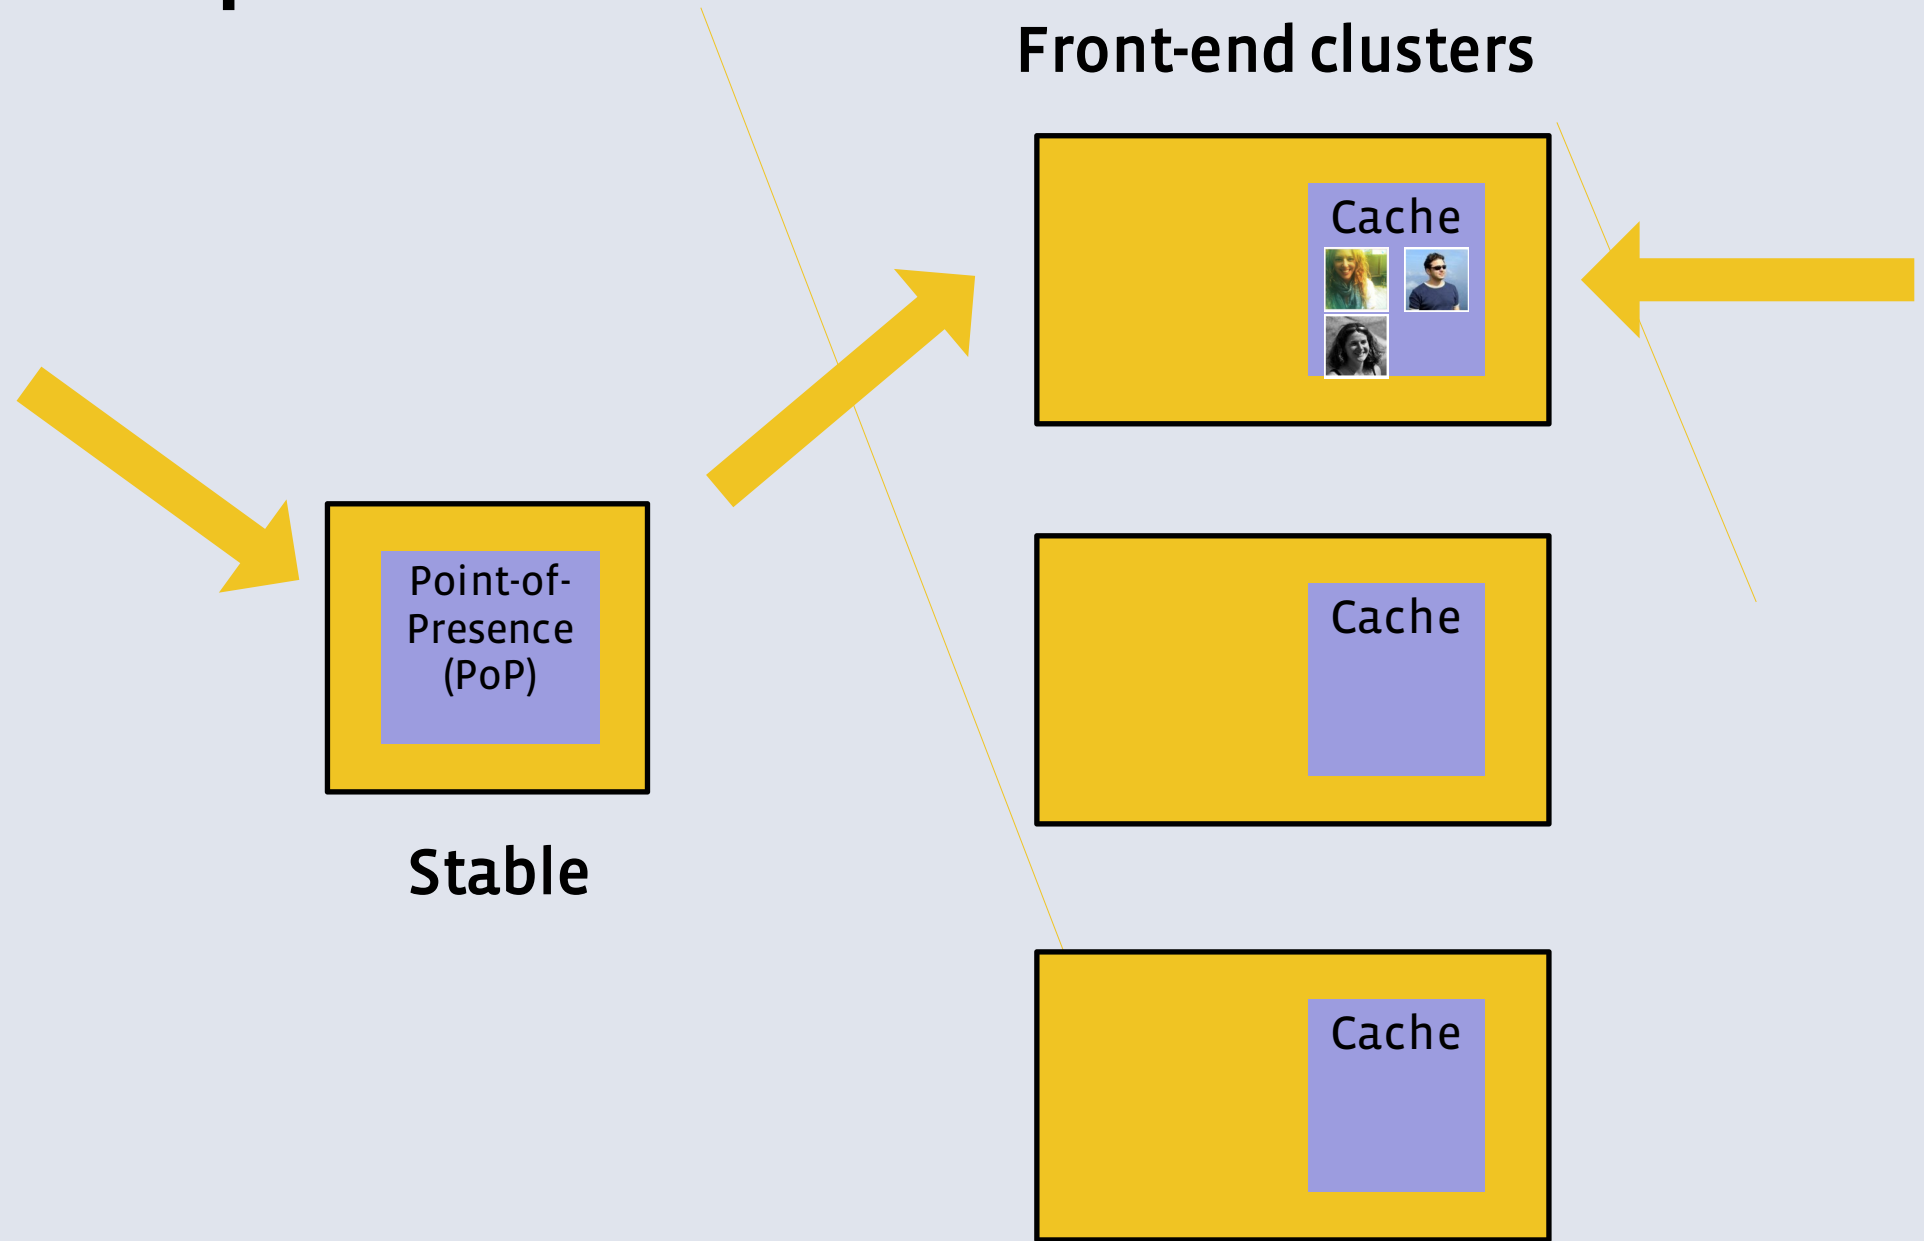 Front-end clusters
Cache
Point-of-
Presence
(PoP)
Cache
Stable
Cache